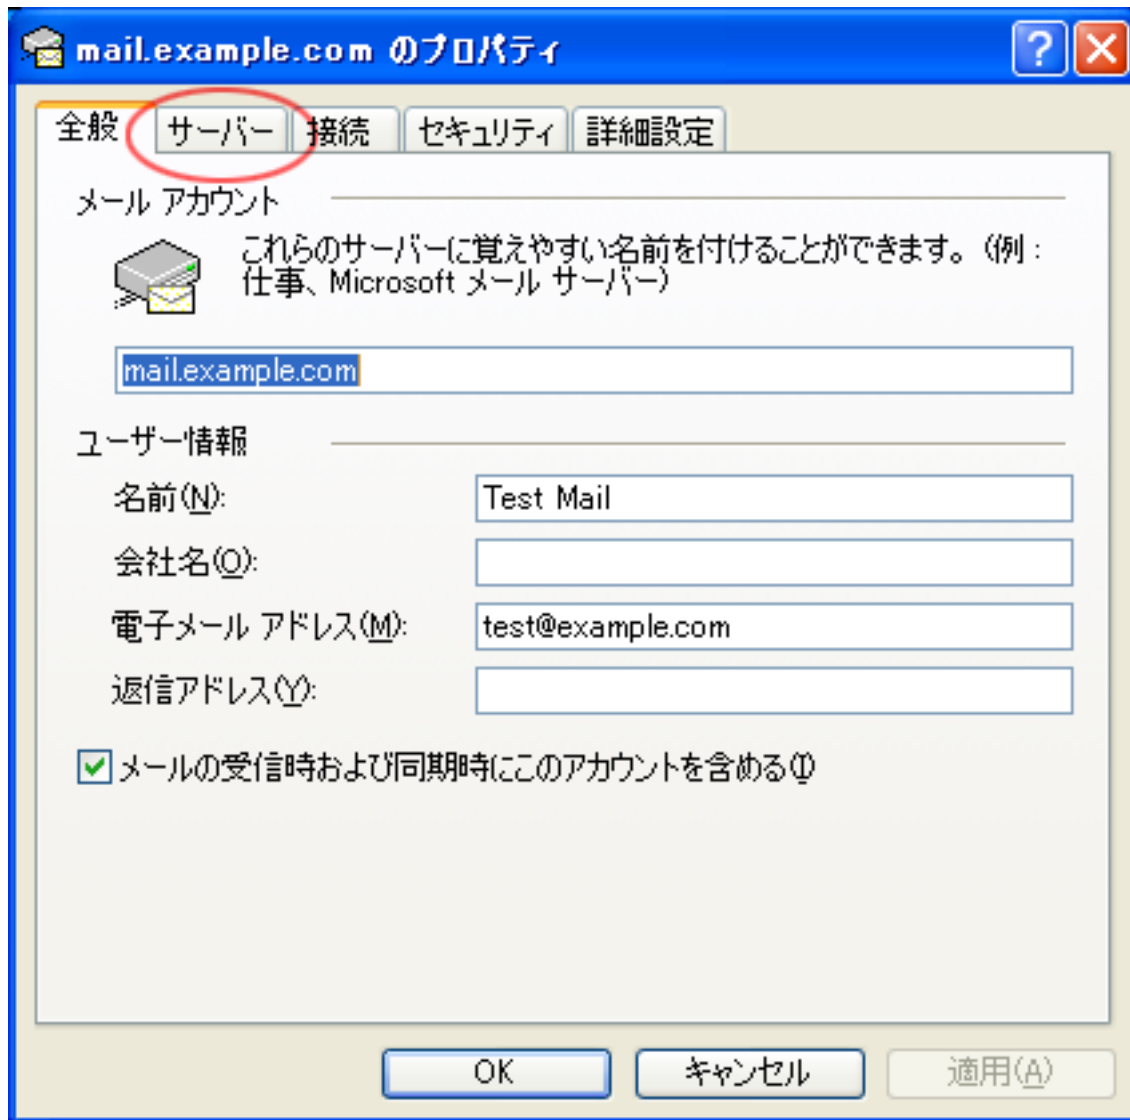 mail.example.com のプロパティ
全般 サーバー 接続 セキュリティ 詳細設定
メール アカウント
これらのサーバーに覚えやすい名前を付けることができます。(例 :
仕事、Microsoft メール サーバー)
mail.example.com
ユーザー情報
名前(N): Test Mail
会社名(O):
電子メール アドレス(M): test@example.com
返信アドレス(Y):
メールの受信時および同期時にこのアカウントを含める(I)
OK キャンセル 適用(A)